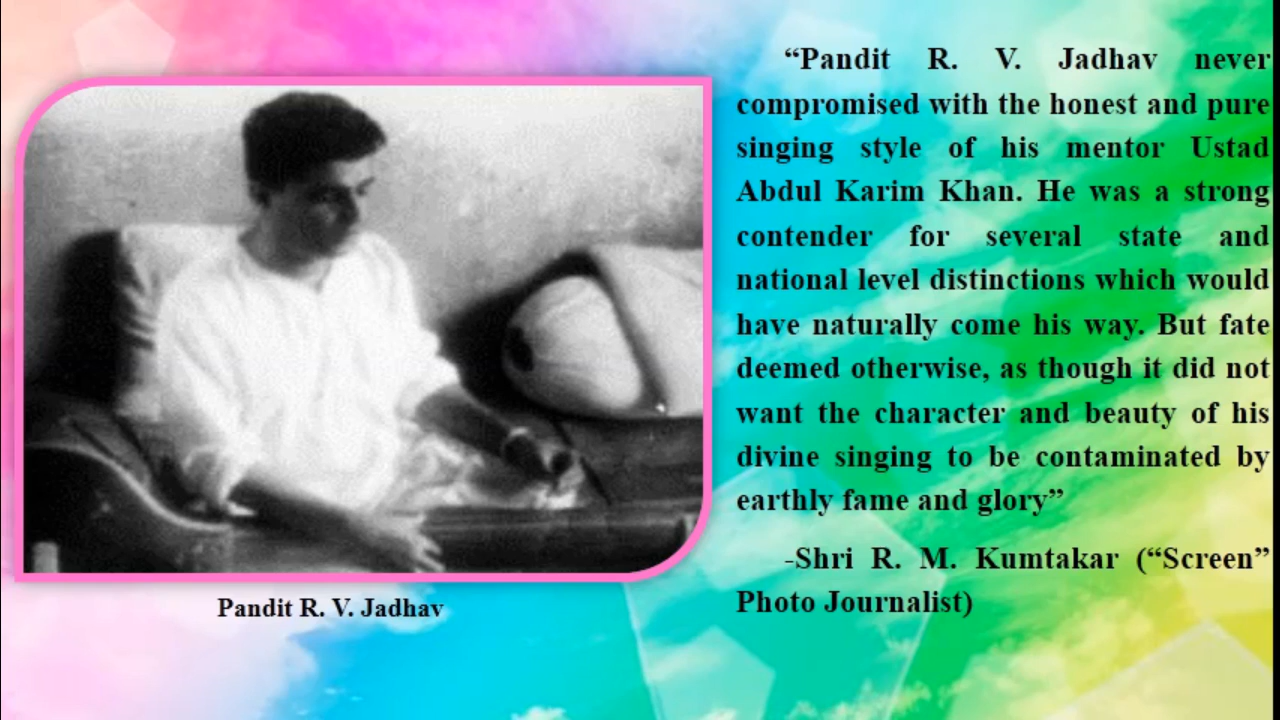 “Pandit R. V. Jadhav never
compromised with the honest and pure
singing style of his mentor Ustad
Abdul Karim Khan. He was a strong
contender for several state and
national level distinctions which would
have naturally come his way. But fate
deemed otherwise, as though it did not
want the character and beauty of his
divine singing to be contaminated by
earthly fame and glory”
-Shri R. M. Kumtakar (“Screen”
Photo Journalist)
Pandit R. V. Jadhav